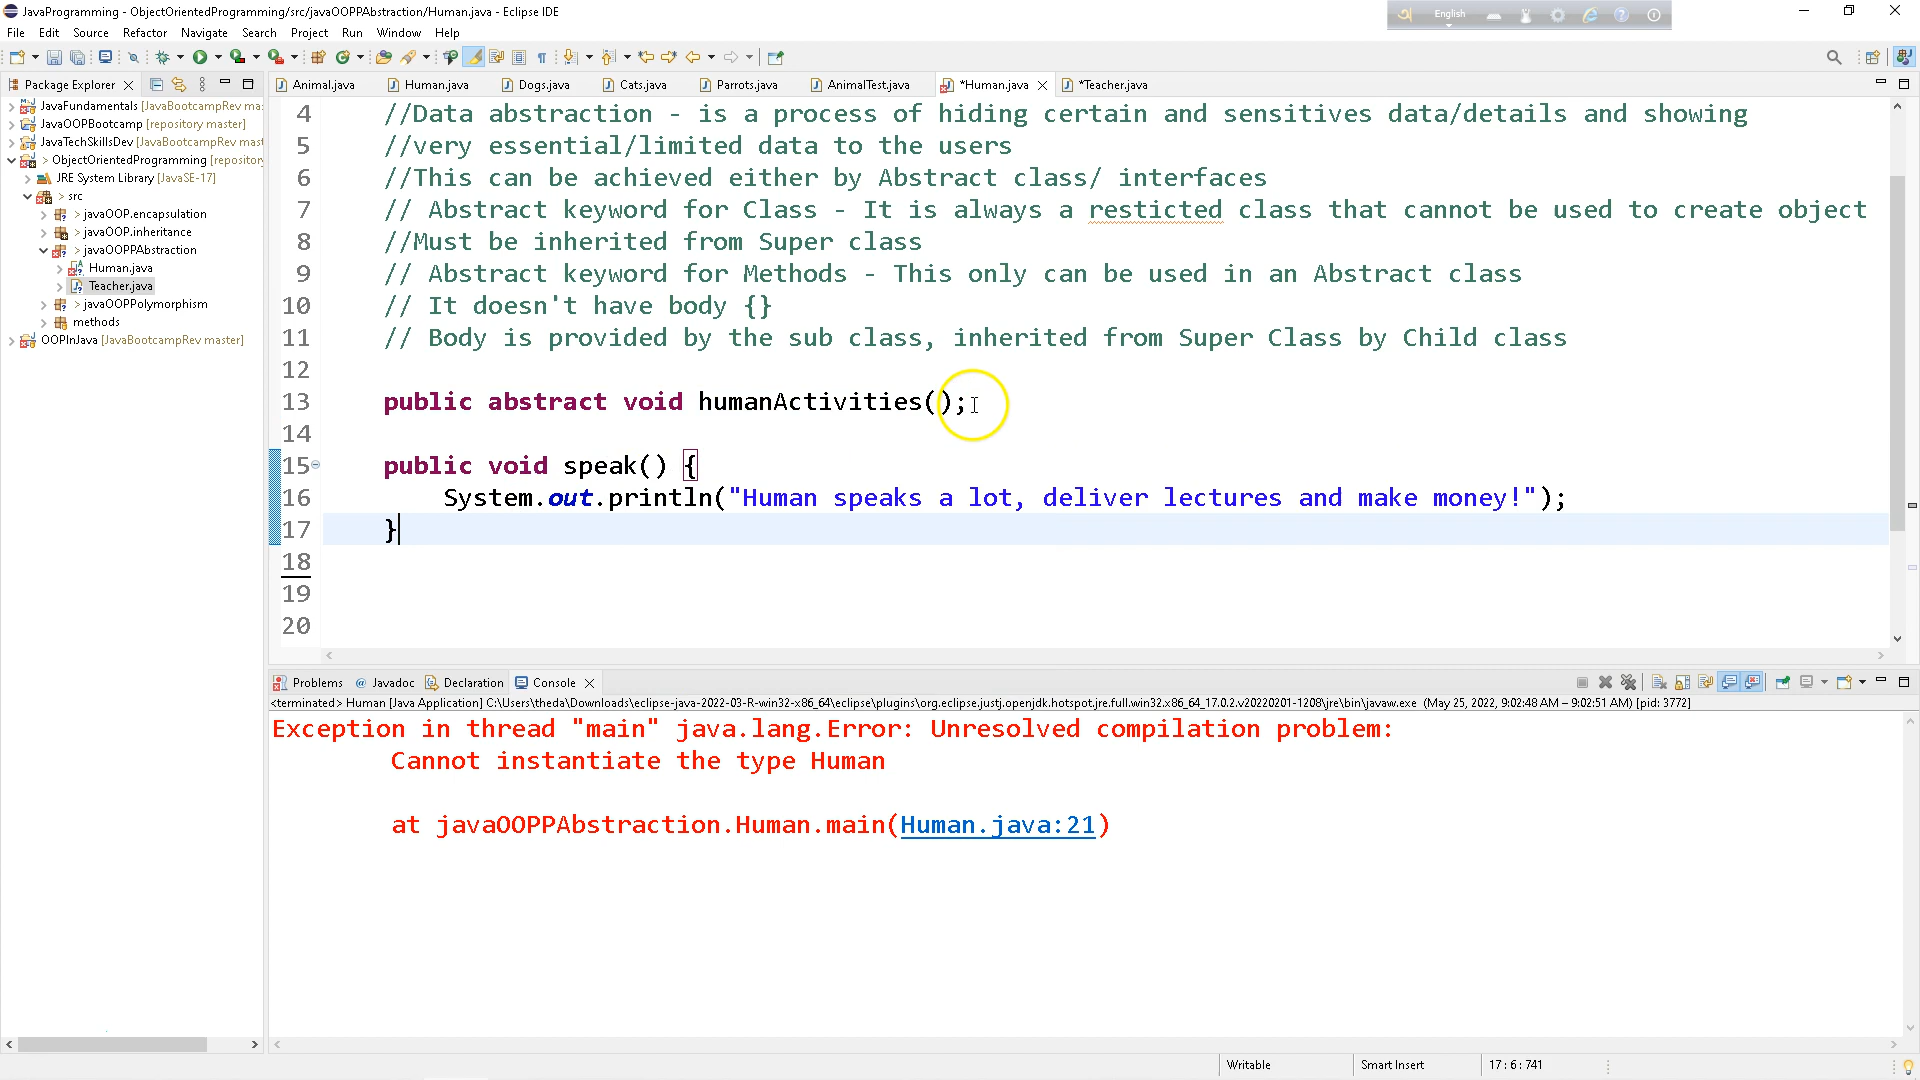 JavaProgramming - ObjectOrientedProgramming/src/javaOOPPAbstraction/Human.java - Eclipse IDE
English
File Edit Source Refactor Navigate Search Project Run Window Help
Package Explorer
Animal.java Human.java Dogs.java Cats.java Parrots.java AnimalTest.java *Human.java *Teacher.java
JavaFundamentals [JavaBootcampRev mas
JavaOOPBootcamp [repository master]
JavaTechSkillsDev [JavaBootcampRev mast
> ObjectOrientedProgramming [repository
JRE System Library [JavaSE-17]
> src
> javaOOP.encapsulation
> javaOOP.inheritance
> javaOOPPAbstraction
Human.java
Teacher.java
> javaOOPPolymorphism
methods
OOPInJava [JavaBootcampRev master]
4 //Data abstraction - is a process of hiding certain and sensitives data/details and showing
5 //very essential/limited data to the users
6 //This can be achieved either by Abstract class/ interfaces
7 // Abstract keyword for Class - It is always a resticted class that cannot be used to create object
8 //Must be inherited from Super class
9 // Abstract keyword for Methods - This only can be used in an Abstract class
10 // It doesn't have body {}
11 // Body is provided by the sub class, inherited from Super Class by Child class
12
13 public abstract void humanActivities();
14
15 public void speak() {
16 System.out.println("Human speaks a lot, deliver lectures and make money!");
17 }
18
19
20
Problems Javadoc Declaration Console
<terminated> Human [Java Application] C:\Users\theda\Downloads\eclipse-java-2022-03-R-win32-x86_64\eclipse\plugins\org.eclipse.justj.openjdk.hotspot.jre.full.win32.x86_64_17.0.2.v20220201-1208\jre\bin\javaw.exe (May 25, 2022, 9:02:48 AM – 9:02:51 AM) [pid: 3772]
Exception in thread "main" java.lang.Error: Unresolved compilation problem:
Cannot instantiate the type Human
at javaOOPPAbstraction.Human.main(Human.java:21)
Writable Smart Insert 17 : 6 : 741